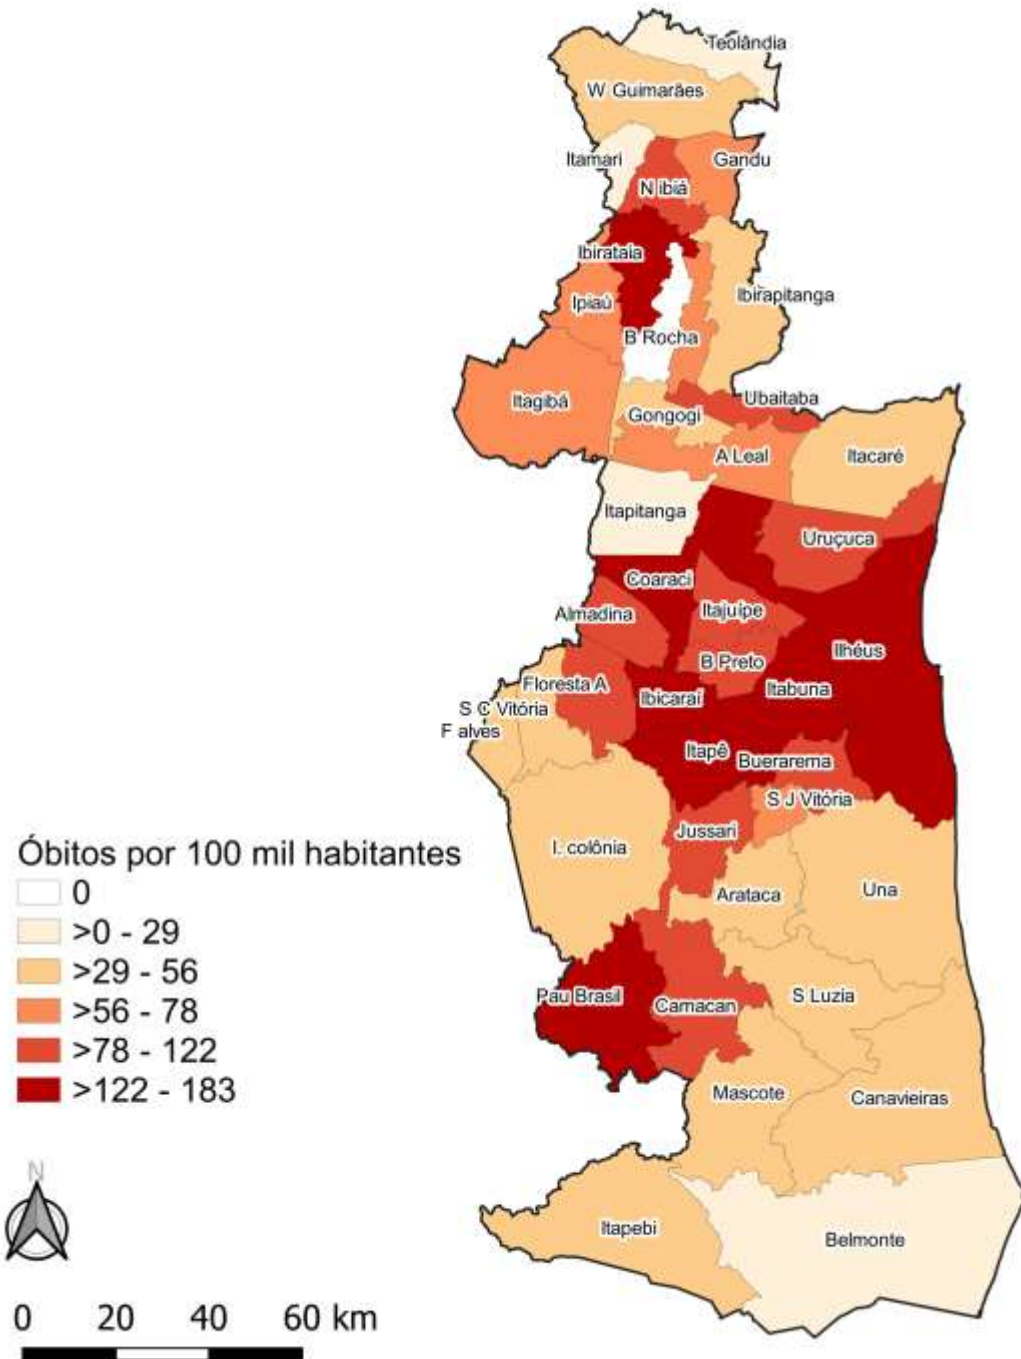 Teolândia
W Guimarães
Itamari
Gandu
N ibiá
Ibirataia
Ipiaú
Ibirapitanga
B Rocha
Itagibá
Ubaitaba
Gongogi
A Leal
Itacaré
Itapitanga
Uruçuca
Coaraci
Almadina
Itajuípe
Ilhéus
B Preto
Floresta A
Ibicaraí
Itabuna
S C Vitória
F alves
Itapê
Buerarema
S J Vitória
Jussari
I. colônia
Arataca
Una
Pau Brasil
Camacan
S Luzia
Mascote
Canavieiras
Itapebi
Belmonte
Óbitos por 100 mil habitantes
0
>0 - 29
>29 - 56
>56 - 78
>78 - 122
>122 - 183
N
0 20 40 60 km